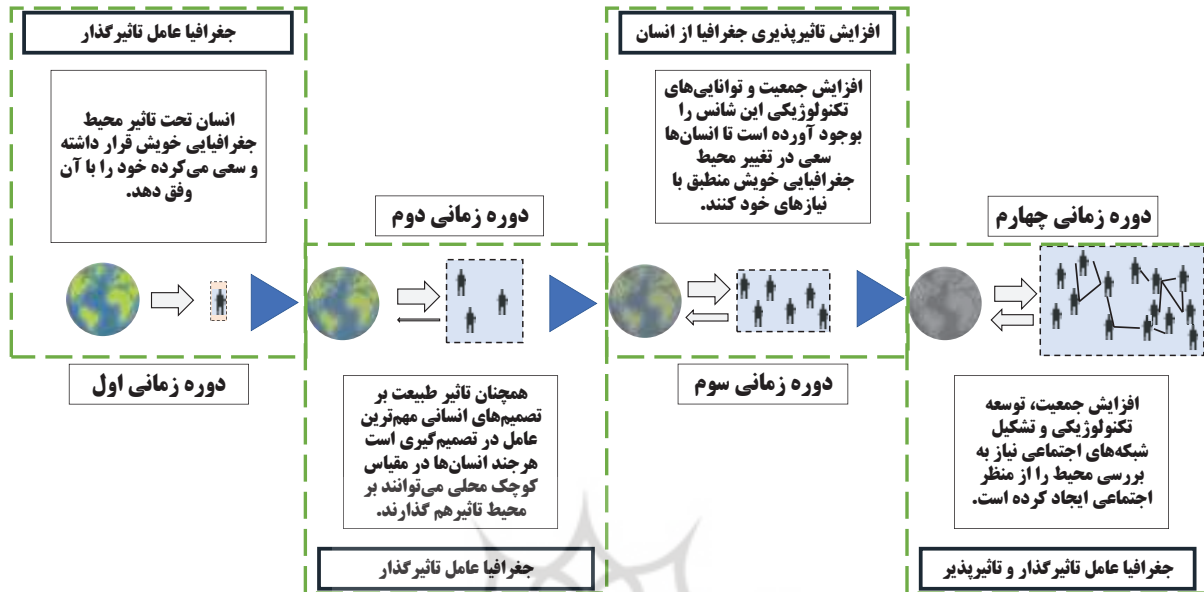 جغرافیا عامل تاثیرگذار
انسان تحت تاثیر محیط
جغرافیایی خویش قرار داشته
و سعی می‌کرده خود را با آن
وفق دهد.
دوره زمانی اول
دوره زمانی دوم
همچنان تاثیر طبیعت بر
تصمیم‌های انسانی مهم‌ترین
عامل در تصمیم‌گیری است
هرچند انسان‌ها در مقیاس
کوچک محلی می‌توانند بر
محیط تاثیرهم گذارند.
جغرافیا عامل تاثیرگذار
افزایش تاثیرپذیری جغرافیا از انسان
افزایش جمعیت و توانایی‌های
تکنولوژیکی این شانس را
بوجود آورده است تا انسان‌ها
سعی در تغییر محیط
جغرافیایی خویش منطبق با
نیازهای خود کنند.
دوره زمانی سوم
دوره زمانی چهارم
افزایش جمعیت، توسعه
تکنولوژیکی و تشکیل
شبکه‌های اجتماعی نیاز به
بررسی محیط را از منظر
اجتماعی ایجاد کرده است.
جغرافیا عامل تاثیرگذار و تاثیرپذیر